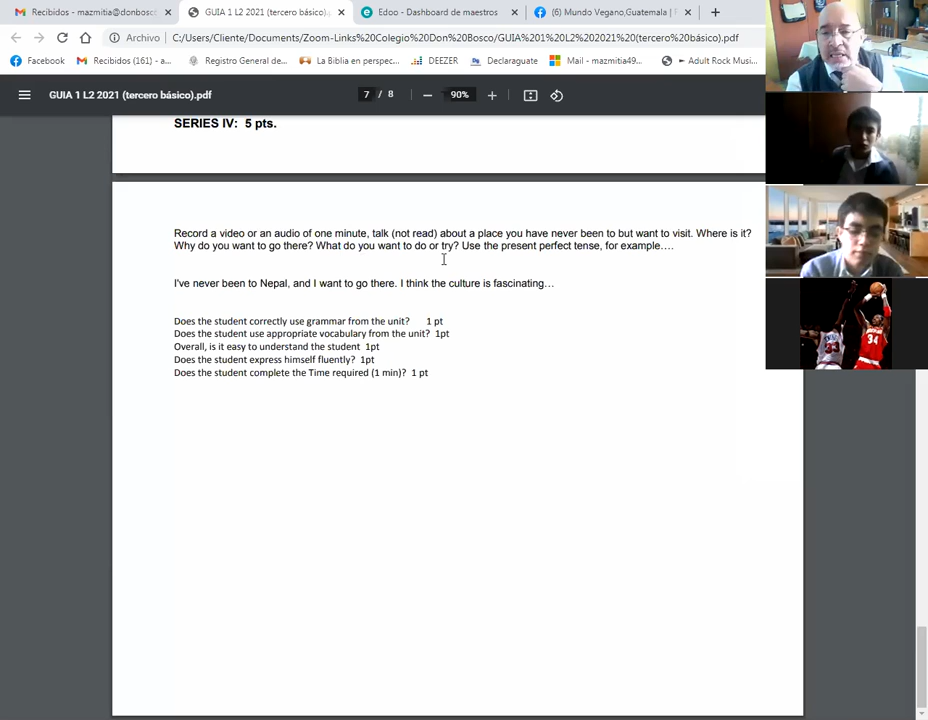 Recibidos - mazmitia@donbosc
GUIA 1 L2 2021 (tercero básico).
Edoo - Dashboard de maestros
(6) Mundo Vegano,Guatemala | F
Archivo
C:/Users/Cliente/Documents/Zoom-Links%20Colegio%20Don%20Bosco/GUIA%201%20L2%202021%20(tercero%20básico).pdf
Facebook
Recibidos (161) - a...
Registro General de...
La Biblia en perspec...
DEEZER
Declaraguate
Mail - mazmitia49...
Adult Rock Musi...
GUIA 1 L2 2021 (tercero básico).pdf
7 / 8
90%
SERIES IV: 5 pts.
Record a video or an audio of one minute, talk (not read) about a place you have never been to but want to visit. Where is it?
Why do you want to go there? What do you want to do or try? Use the present perfect tense, for example….
I've never been to Nepal, and I want to go there. I think the culture is fascinating…
Does the student correctly use grammar from the unit? 1 pt
Does the student use appropriate vocabulary from the unit? 1pt
Overall, is it easy to understand the student 1pt
Does the student express himself fluently? 1pt
Does the student complete the Time required (1 min)? 1 pt
33
34